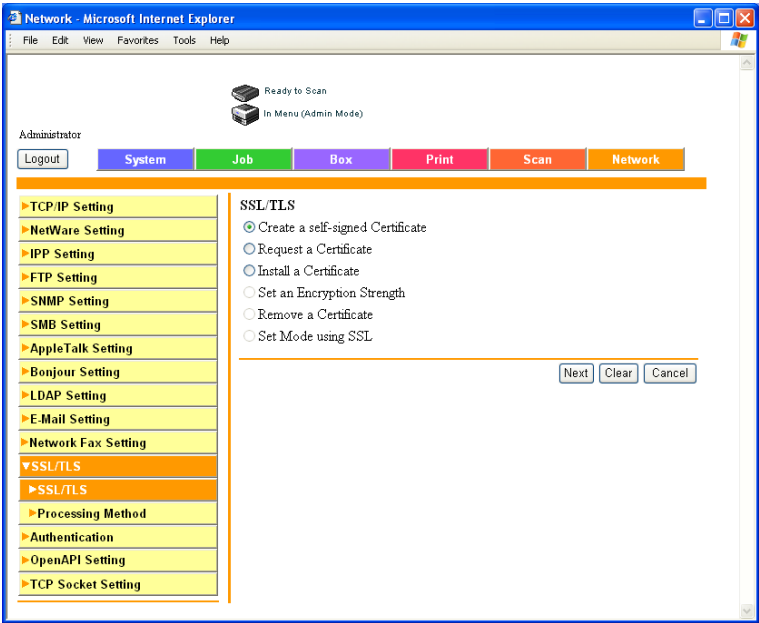 Network - Microsoft Internet Explorer
File Edit View Favorites Tools Help
Ready to Scan
In Menu (Admin Mode)
Administrator
Logout System Job Box Print Scan Network
TCP/IP Setting
NetWare Setting
IPP Setting
FTP Setting
SNMP Setting
SMB Setting
AppleTalk Setting
Bonjour Setting
LDAP Setting
E-Mail Setting
Network Fax Setting
SSL/TLS
SSL/TLS
Processing Method
Authentication
OpenAPI Setting
TCP Socket Setting
SSL/TLS
Create a self-signed Certificate
Request a Certificate
Install a Certificate
Set an Encryption Strength
Remove a Certificate
Set Mode using SSL
Next Clear Cancel